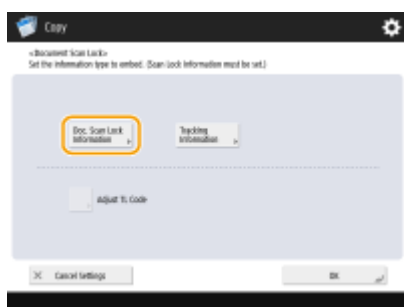 Copy
<Document Scan Lock>
Set the information type to embed. (Scan Lock Information must be set.)
Doc. Scan Lock
Information
Tracking
Information
Adjust TL Code
Cancel Settings
OK